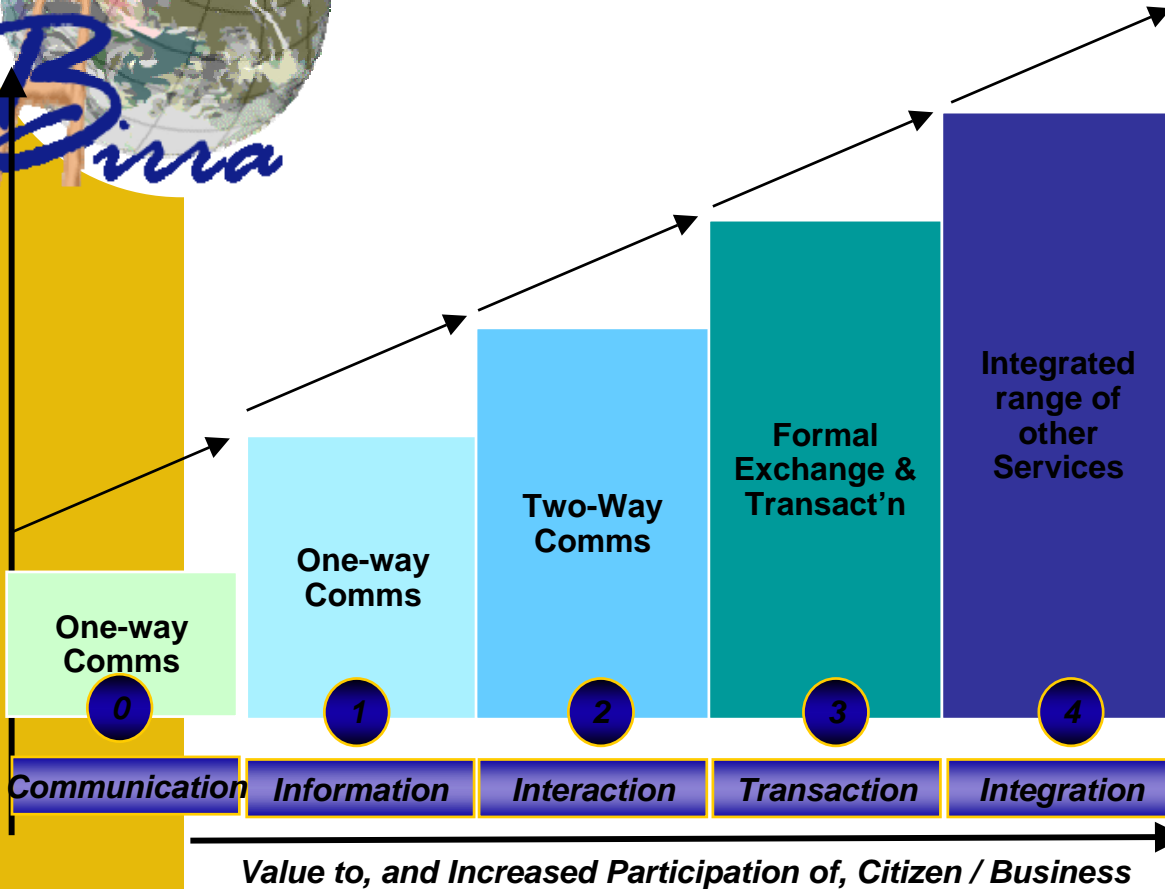 Birra
Integrated
range of
other
Services
Formal
Exchange &
Transact’n
Two-Way
Comms
One-way
Comms
One-way
Comms
0
1
2
3
4
Communication
Information
Interaction
Transaction
Integration
Value to, and Increased Participation of, Citizen / Business